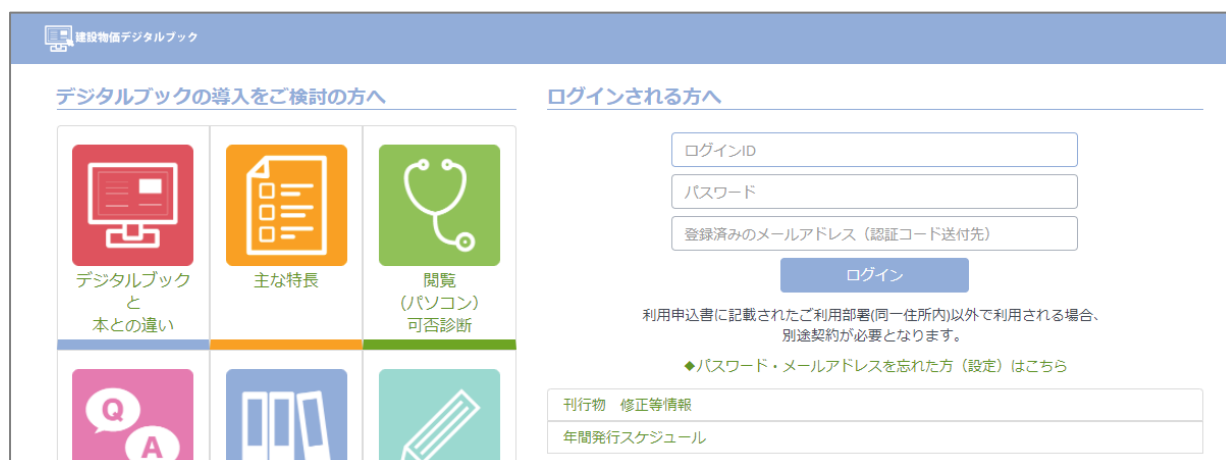 建設物価デジタルブック
デジタルブックの導入をご検討の方へ
デジタルブック
と
本との違い
主な特長
閲覧
（パソコン）
可否診断
Q
A
ログインされる方へ
ログインID
パスワード
登録済みのメールアドレス（認証コード送付先）
ログイン
利用申込書に記載されたご利用部署(同一住所内)以外で利用される場合、
別途契約が必要となります。
◆パスワード・メールアドレスを忘れた方（設定）はこちら
刊行物　修正等情報
年間発行スケジュール